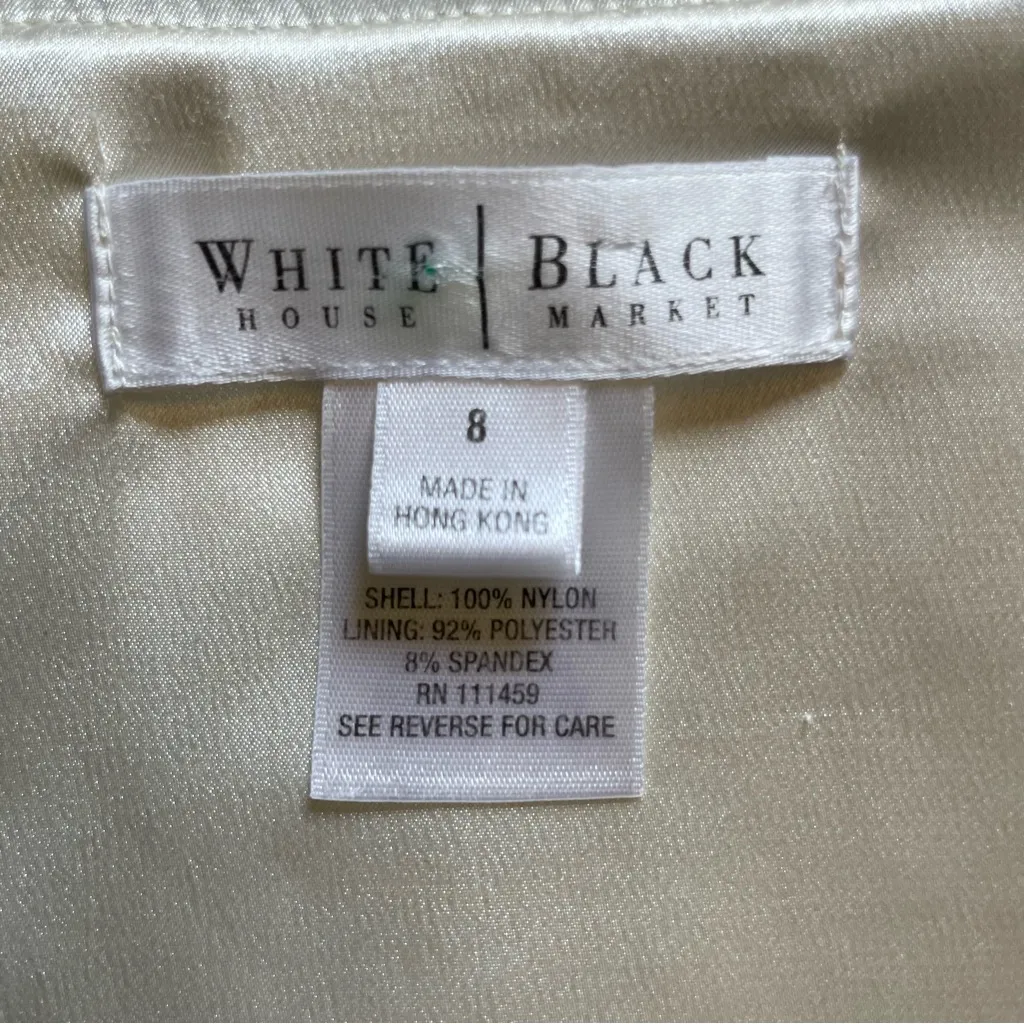 WHITE | BLACK
HOUSE MARKET
8
MADE IN
HONG KONG
SHELL: 100% NYLON
LINING: 92% POLYESTER
8% SPANDEX
RN 111459
SEE REVERSE FOR CARE